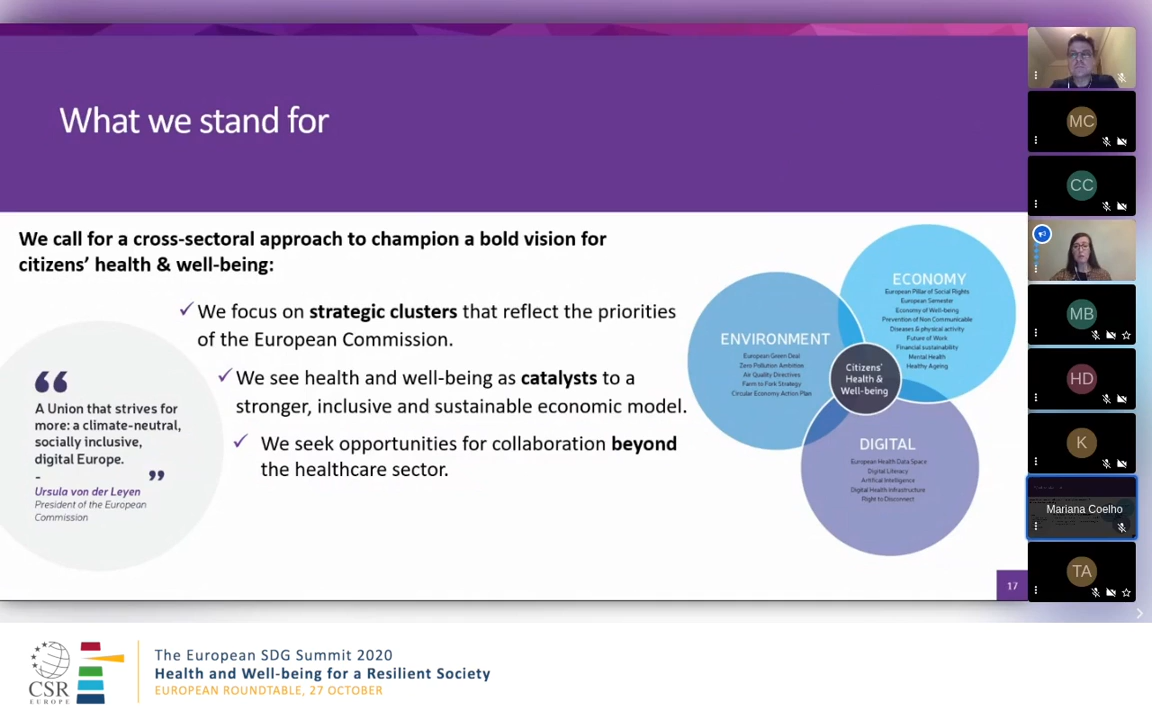 What we stand for
We call for a cross-sectoral approach to champion a bold vision for
citizens’ health & well-being:
We focus on strategic clusters that reflect the priorities
of the European Commission.
We see health and well-being as catalysts to a
stronger, inclusive and sustainable economic model.
We seek opportunities for collaboration beyond
the healthcare sector.
“
A Union that strives for
more: a climate-neutral,
socially inclusive,
digital Europe.
- ”
Ursula von der Leyen
President of the European
Commission
ENVIRONMENT
European Green Deal
Zero Pollution Ambition
Air Quality Directives
Farm to Fork Strategy
Circular Economy Action Plan
ECONOMY
European Pillar of Social Rights
European Semester
Economy of Well-being
Prevention of Non Communicable
Diseases & physical activity
Future of Work
Financial sustainability
Mental Health
Healthy Ageing
Citizens’
Health &
Well-being
DIGITAL
European Health Data Space
Digital Literacy
Artifical Intelligence
Digital Health Infrastructure
Right to Disconnect
17
MC
CC
MB
HD
K
Mariana Coelho
TA
CSR
EUROPE
The European SDG Summit 2020
Health and Well-being for a Resilient Society
EUROPEAN ROUNDTABLE, 27 OCTOBER